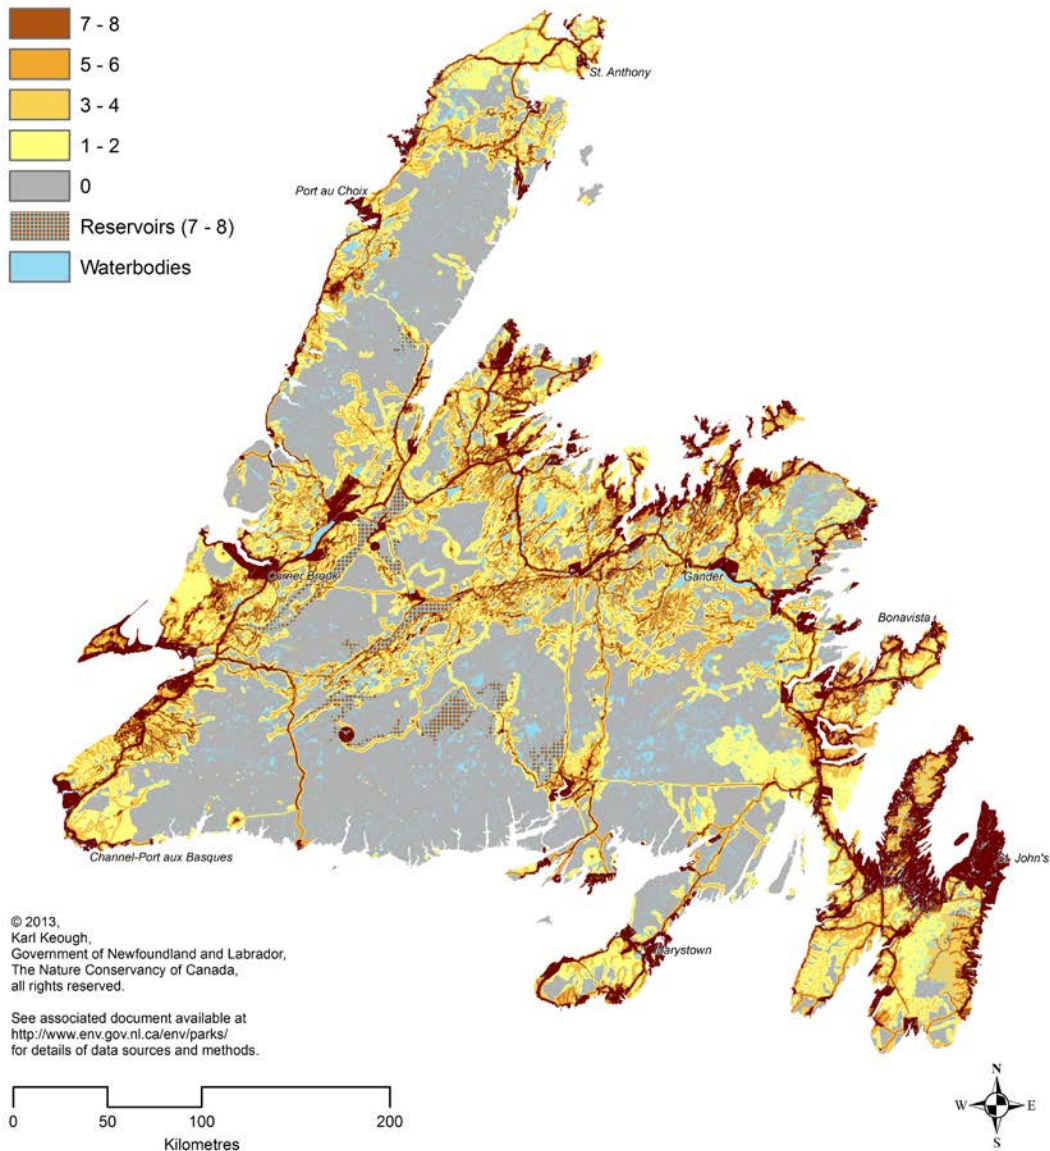 7 - 8
5 - 6
3 - 4
1 - 2
0
Reservoirs (7 - 8)
Waterbodies
St. Anthony
Port au Choix
Corner Brook
Gander
Bonavista
Channel-Port aux Basques
St. John's
Marystown
© 2013,
Karl Keough,
Government of Newfoundland and Labrador,
The Nature Conservancy of Canada,
all rights reserved.
See associated document available at
http://www.env.gov.nl.ca/env/parks/
for details of data sources and methods.
0 50 100 200
Kilometres
N
W E
S